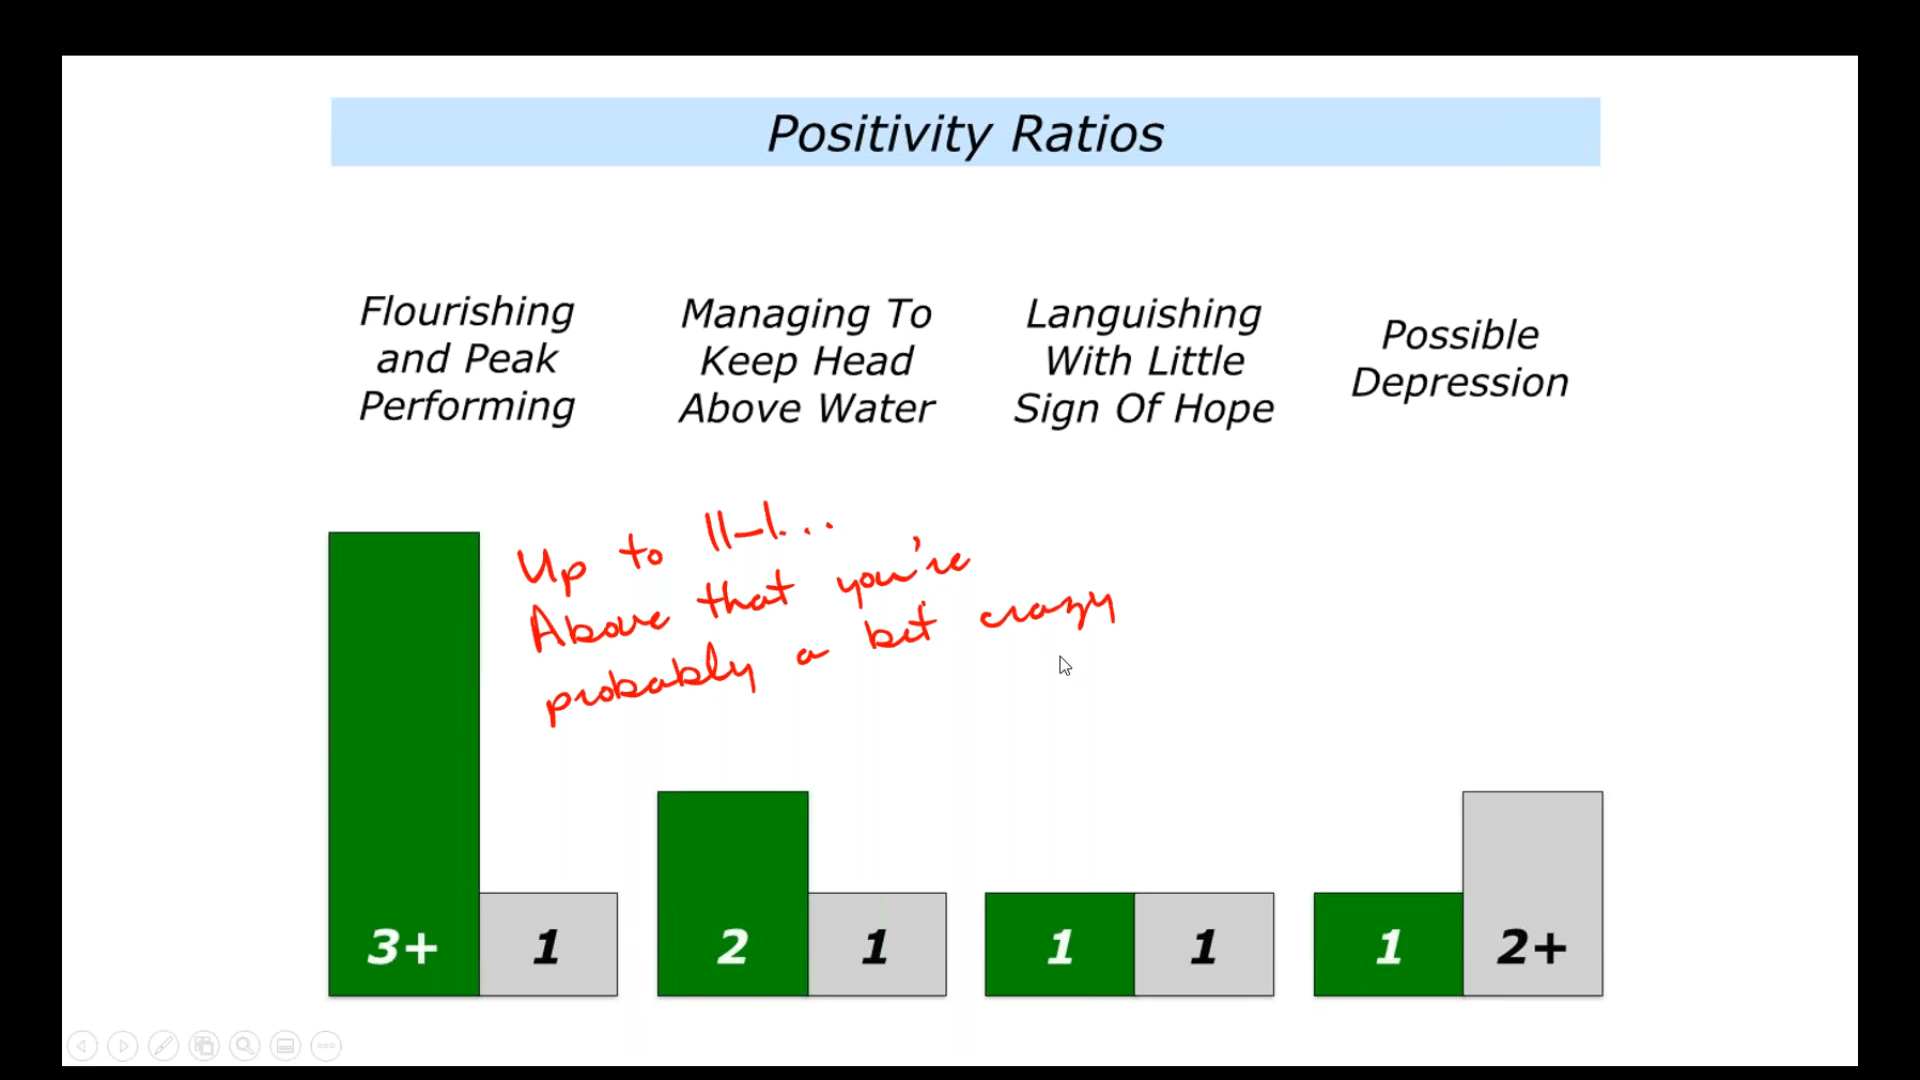 Positivity Ratios
Flourishing
and Peak
Performing
Managing To
Keep Head
Above Water
Languishing
With Little
Sign Of Hope
Possible
Depression
Up to 11-1...
Above that you're
probably a bit crazy
3+ 1 2 1 1 1 1 2+